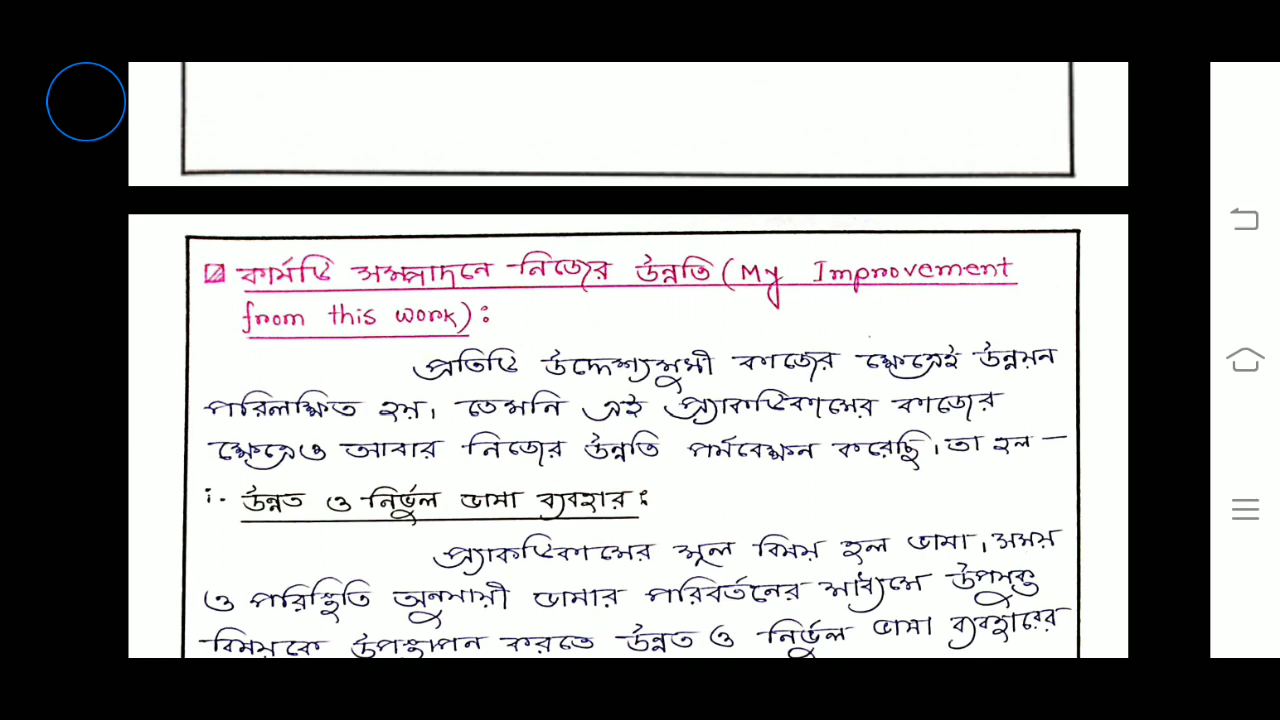 কার্যটি সম্পাদনে নিজের উন্নতি (My Improvement
from this work):
প্রতিটি উদ্দেশ্যমুখী কাজের ক্ষেত্রেই উন্নয়ন
পরিলক্ষিত হয়। তেমনি এই প্র্যাকটিকামের কাজের
ক্ষেত্রেও আবার নিজের উন্নতি পর্যবেক্ষন করেছি। তা হল —
i. উন্নত ও নির্ভুল ভাষা ব্যবহার:
প্র্যাকটিকামের মূল বিষয় হল ভাষা। সময়
ও পরিস্থিতি অনুযায়ী ভাষার পরিবর্তনের মাধ্যমে উপযুক্ত
বিষয়কে উপস্থাপন করতে উন্নত ও নির্ভুল ভাষা ব্যবহারের